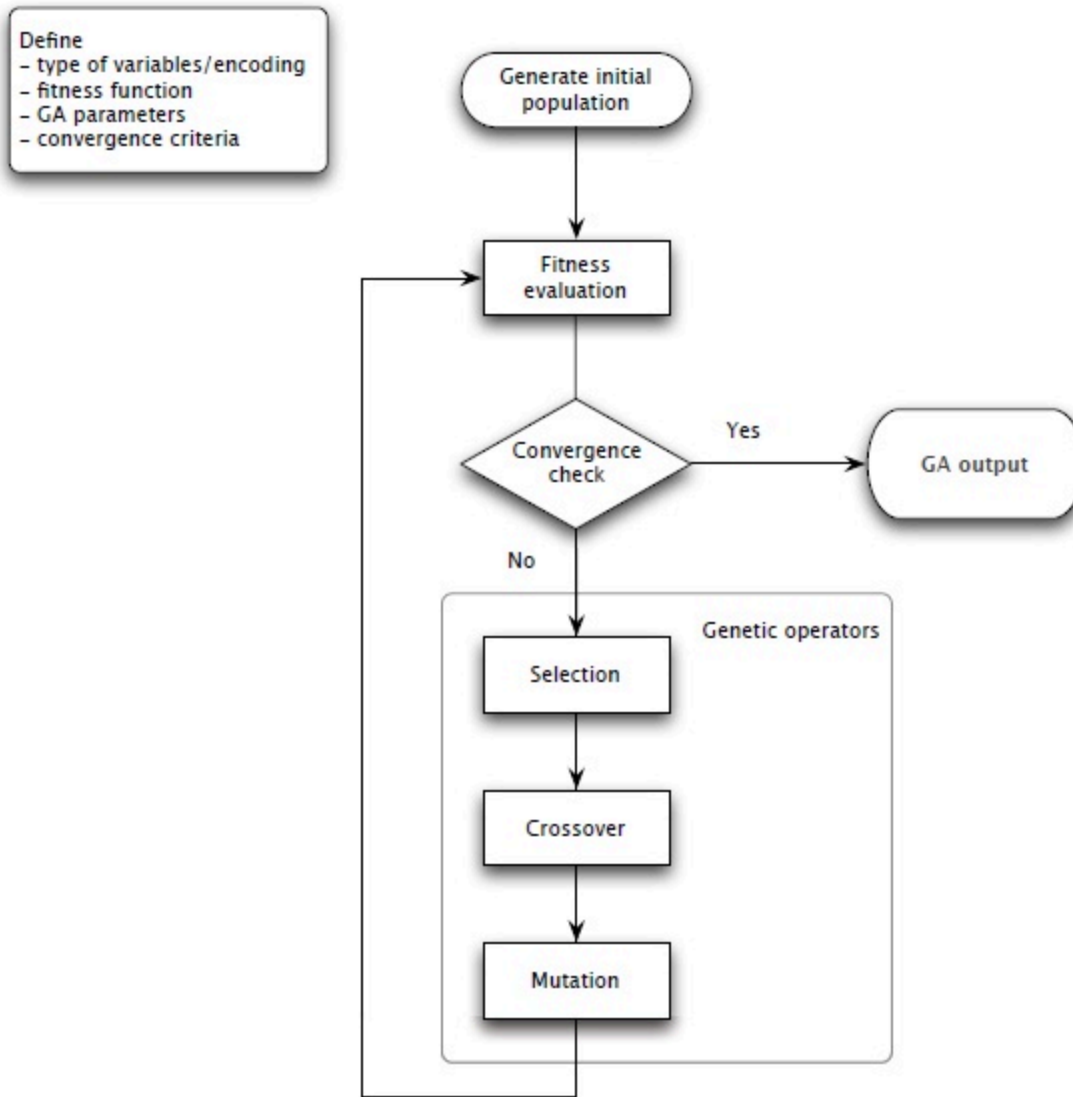 Define
– type of variables/encoding
– fitness function
– GA parameters
– convergence criteria
Generate initial
population
Fitness
evaluation
Convergence
check
Yes
GA output
No
Genetic operators
Selection
Crossover
Mutation